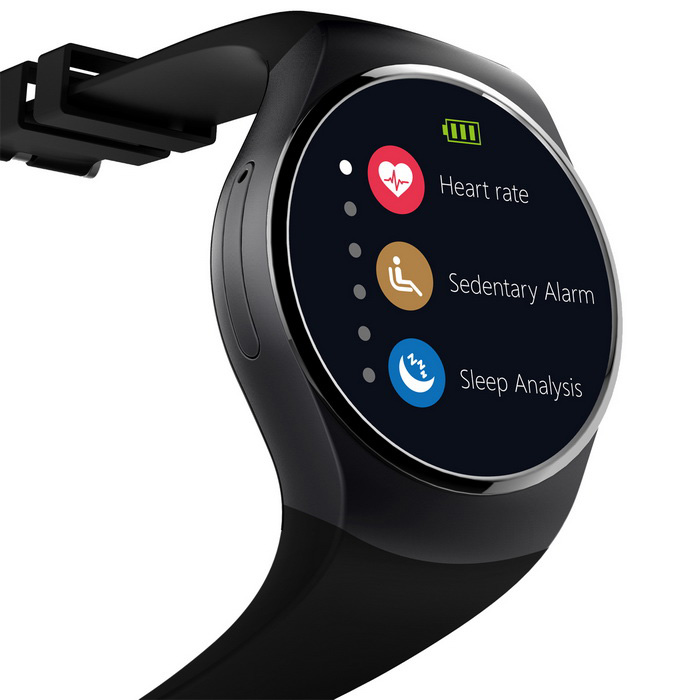 Heart rate
Sedentary Alarm
Sleep Analysis